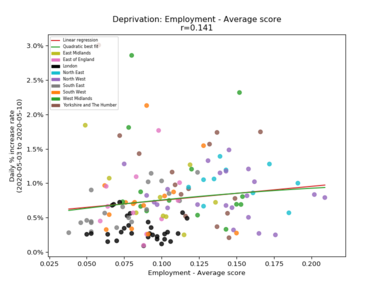 Deprivation: Employment - Average score
r=0.141
Linear regression
Quadratic best fit
East Midlands
East of England
London
North East
North West
South East
South West
West Midlands
Yorkshire and The Humber
3.0%
2.5%
2.0%
1.5%
1.0%
0.5%
0.0%
Daily % increase rate
(2020-05-03 to 2020-05-10)
0.025
0.050
0.075
0.100
0.125
0.150
0.175
0.200
Employment - Average score